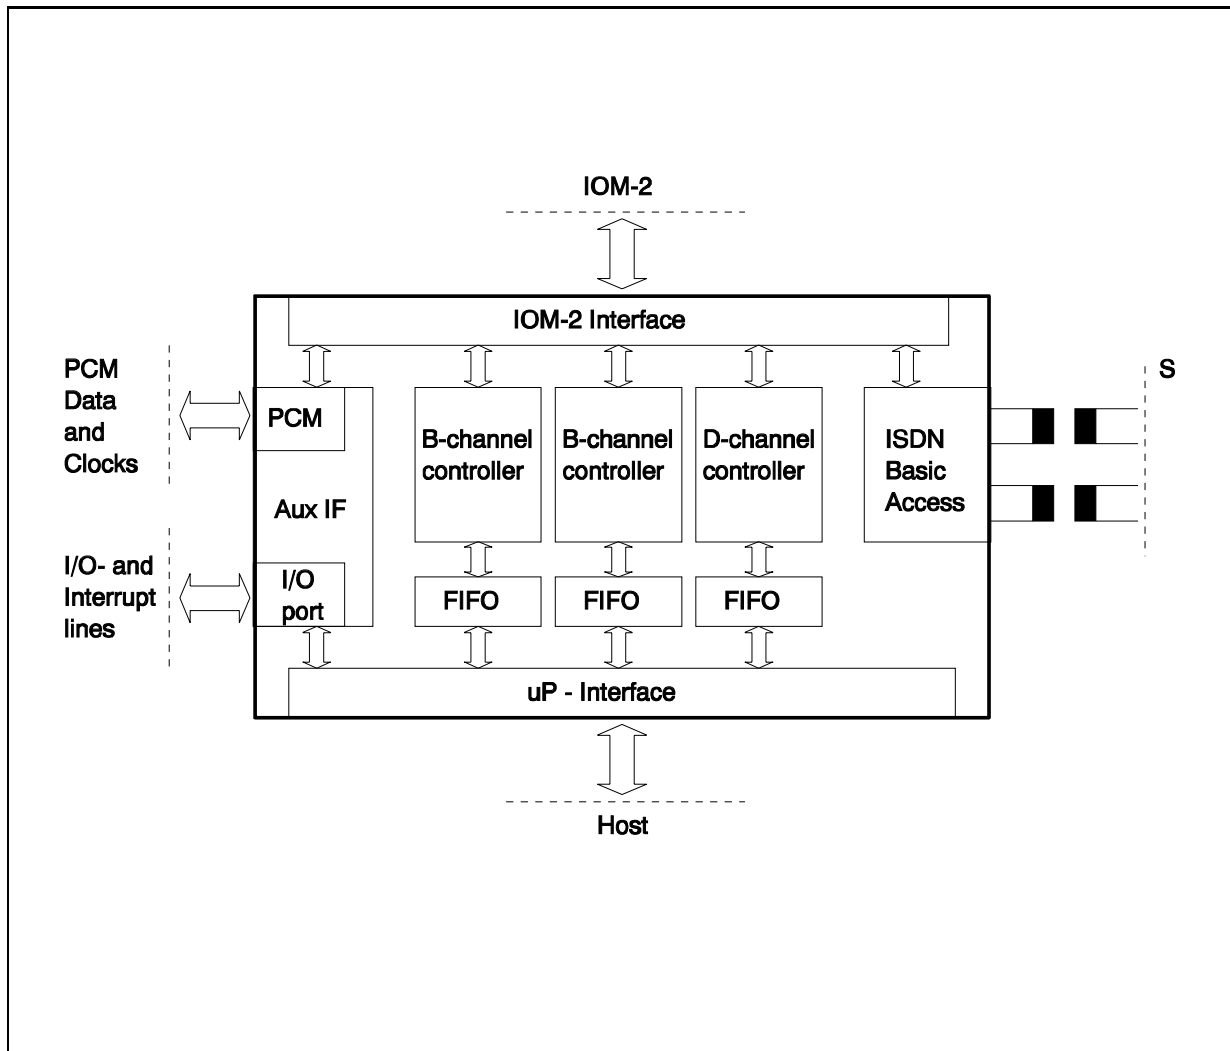 IOM-2
IOM-2 Interface
PCM
Data
and
Clocks
S
PCM
B-channel
controller
B-channel
controller
D-channel
controller
ISDN
Basic
Access
Aux IF
I/O- and
Interrupt
lines
I/O
port
FIFO
FIFO
FIFO
uP - Interface
Host